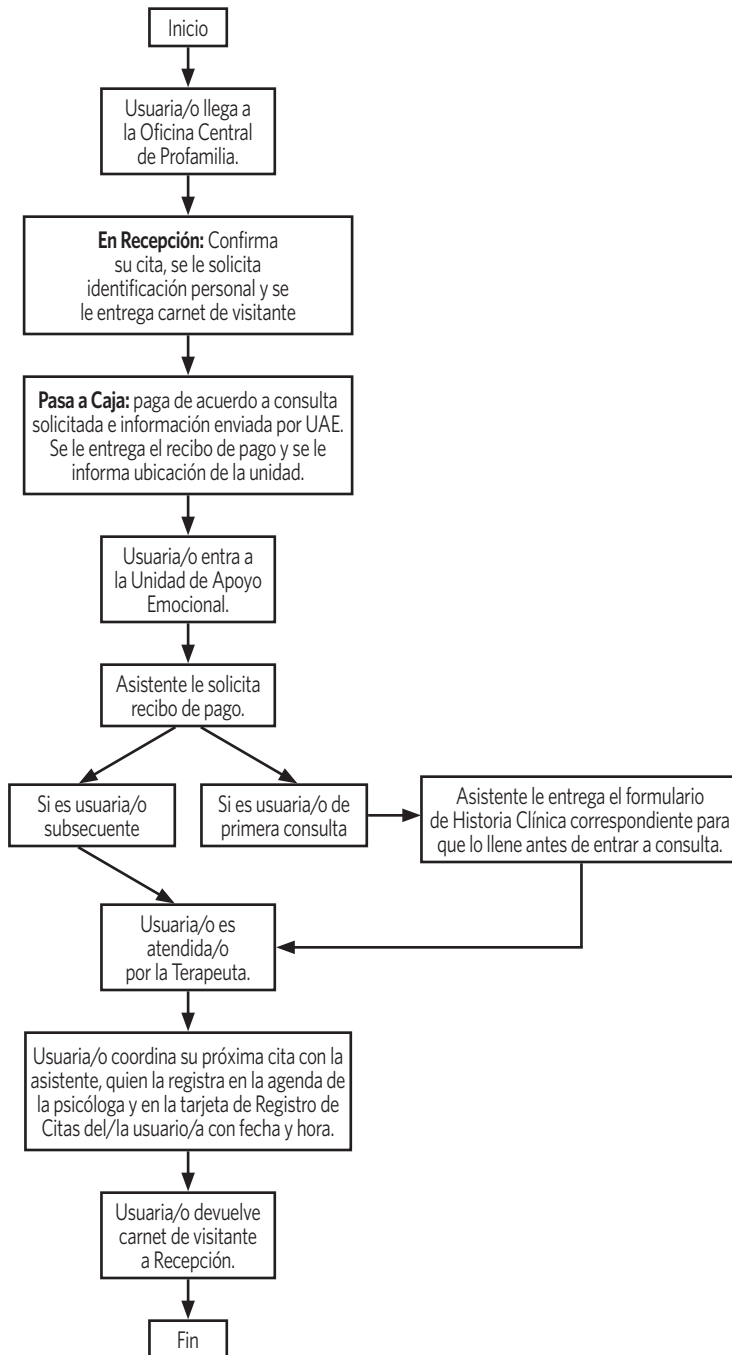 Inicio
Usuaria/o llega a
la Oficina Central
de Profamilia.
En Recepción: Confirma
su cita, se le solicita
identificación personal y se
le entrega carnet de visitante
Pasa a Caja: paga de acuerdo a consulta
solicitada e información enviada por UAE.
Se le entrega el recibo de pago y se le
informa ubicación de la unidad.
Usuaria/o entra a
la Unidad de Apoyo
Emocional.
Asistente le solicita
recibo de pago.
Si es usuaria/o
subsecuente
Si es usuaria/o de
primera consulta
Asistente le entrega el formulario
de Historia Clínica correspondiente para
que lo llene antes de entrar a consulta.
Usuaria/o es
atendida/o
por la Terapeuta.
Usuaria/o coordina su próxima cita con la
asistente, quien la registra en la agenda de
la psicóloga y en la tarjeta de Registro de
Citas del/la usuario/a con fecha y hora.
Usuaria/o devuelve
carnet de visitante
a Recepción.
Fin